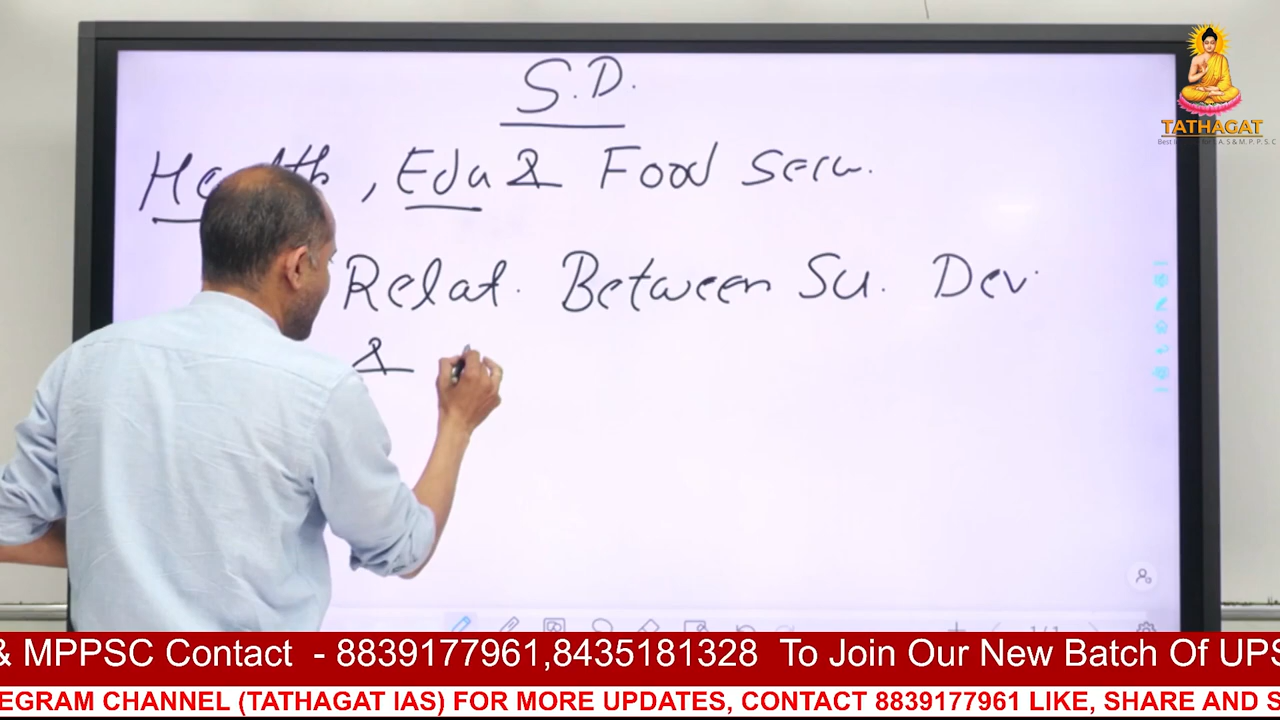 S.D.
Health, Edu & Food Secu.
Relat. Between Su. Dev.
&
TATHAGAT
& MPPSC Contact - 8839177961,8435181328 To Join Our New Batch Of UPS
EGRAM CHANNEL (TATHAGAT IAS) FOR MORE UPDATES, CONTACT 8839177961 LIKE, SHARE AND S